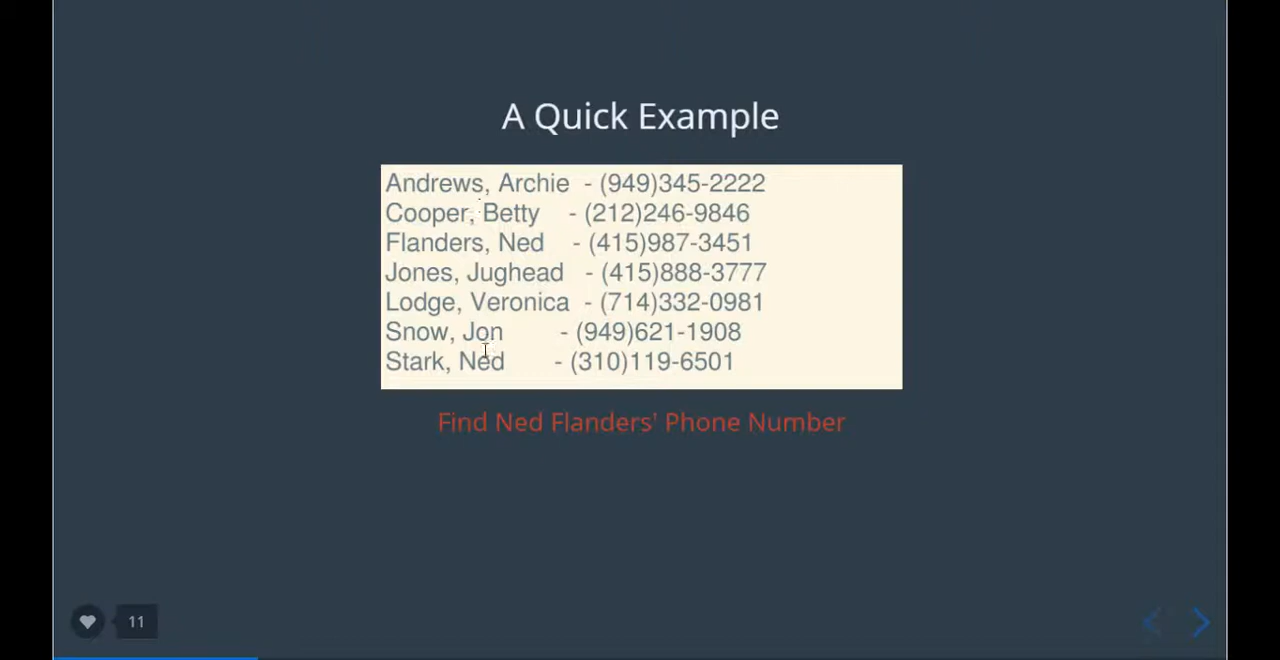 A Quick Example
Andrews, Archie - (949)345-2222
Cooper, Betty - (212)246-9846
Flanders, Ned - (415)987-3451
Jones, Jughead - (415)888-3777
Lodge, Veronica - (714)332-0981
Snow, Jon - (949)621-1908
Stark, Ned - (310)119-6501
Find Ned Flanders' Phone Number
11